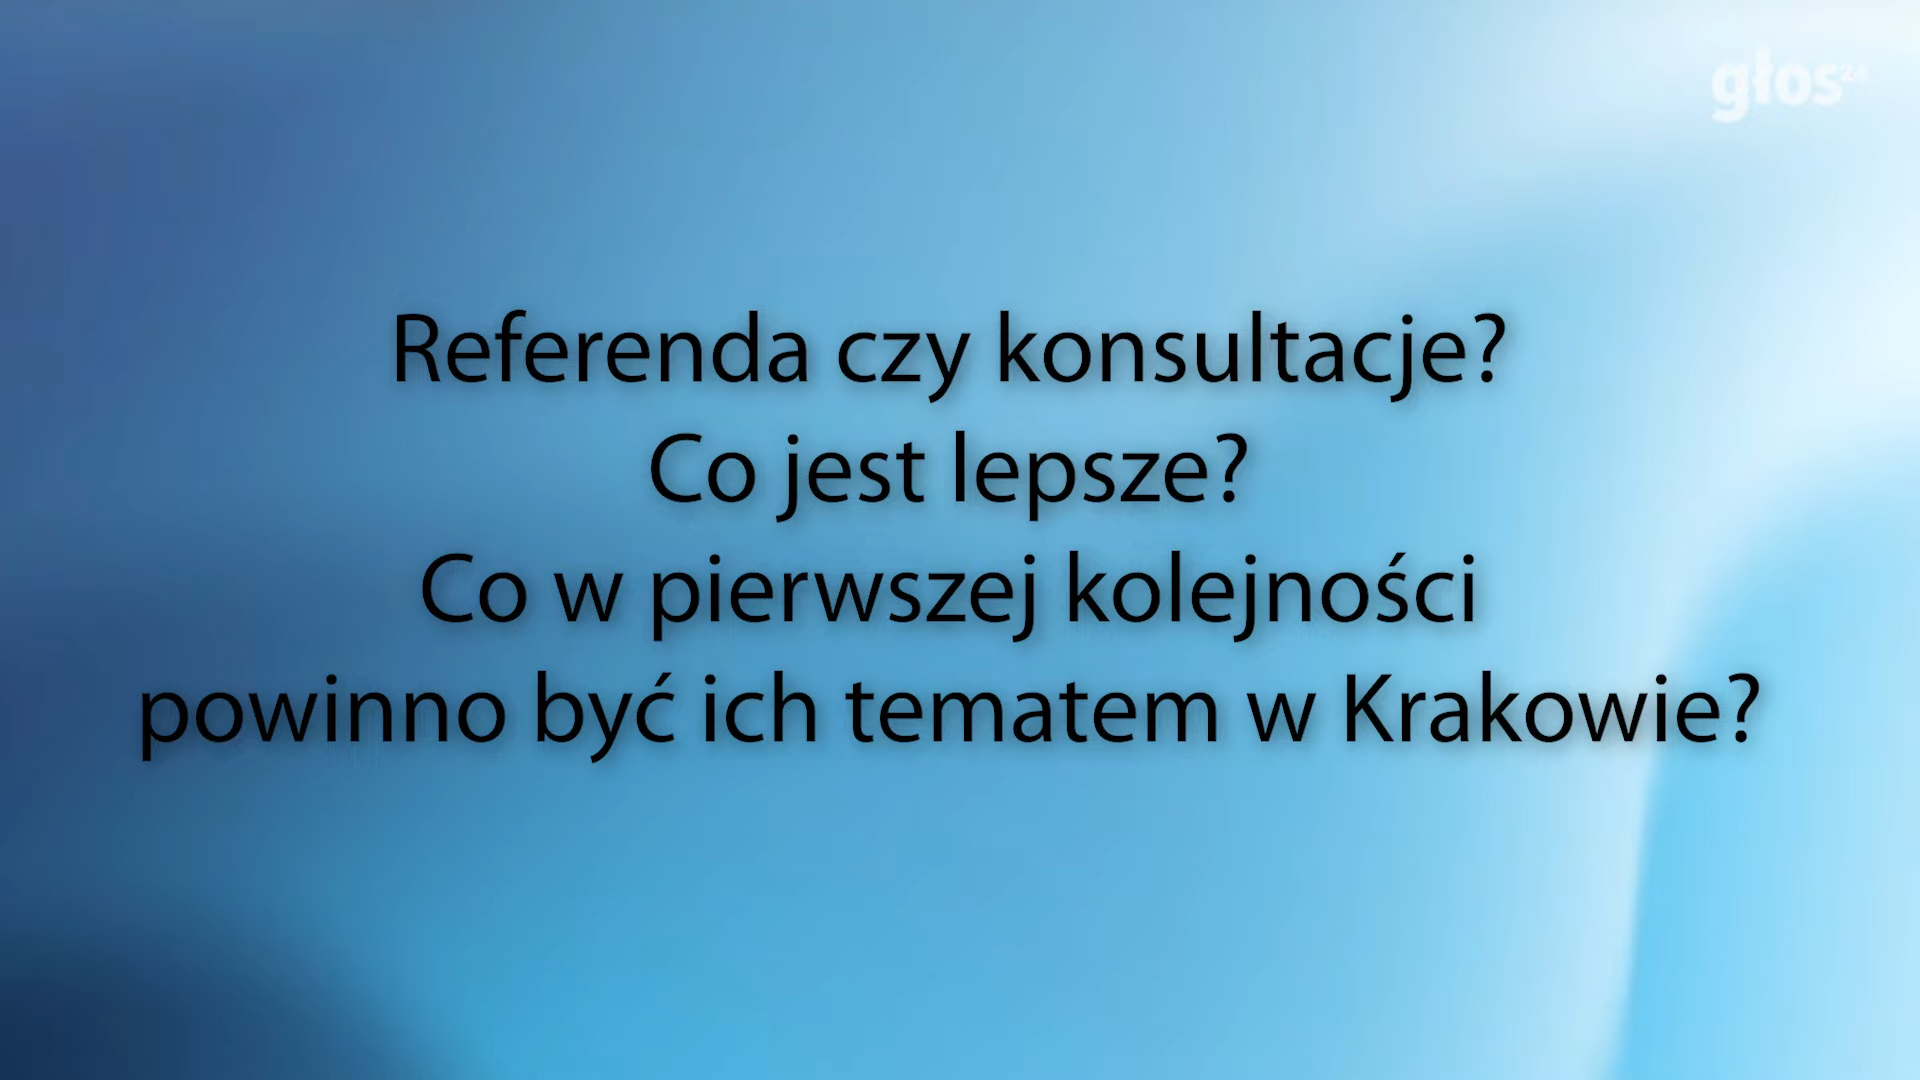 głos24
Referenda czy konsultacje?
Co jest lepsze?
Co w pierwszej kolejności
powinno być ich tematem w Krakowie?